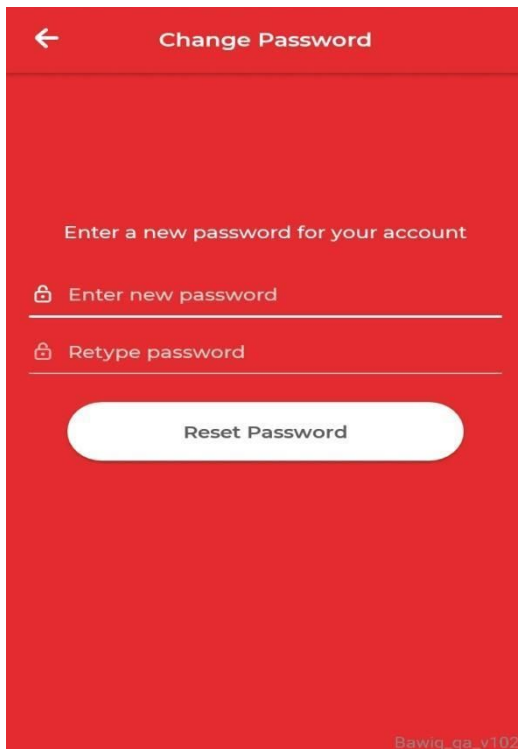 Change Password
Enter a new password for your account
Enter new password
Retype password
Reset Password
Bawiq_qa_v102